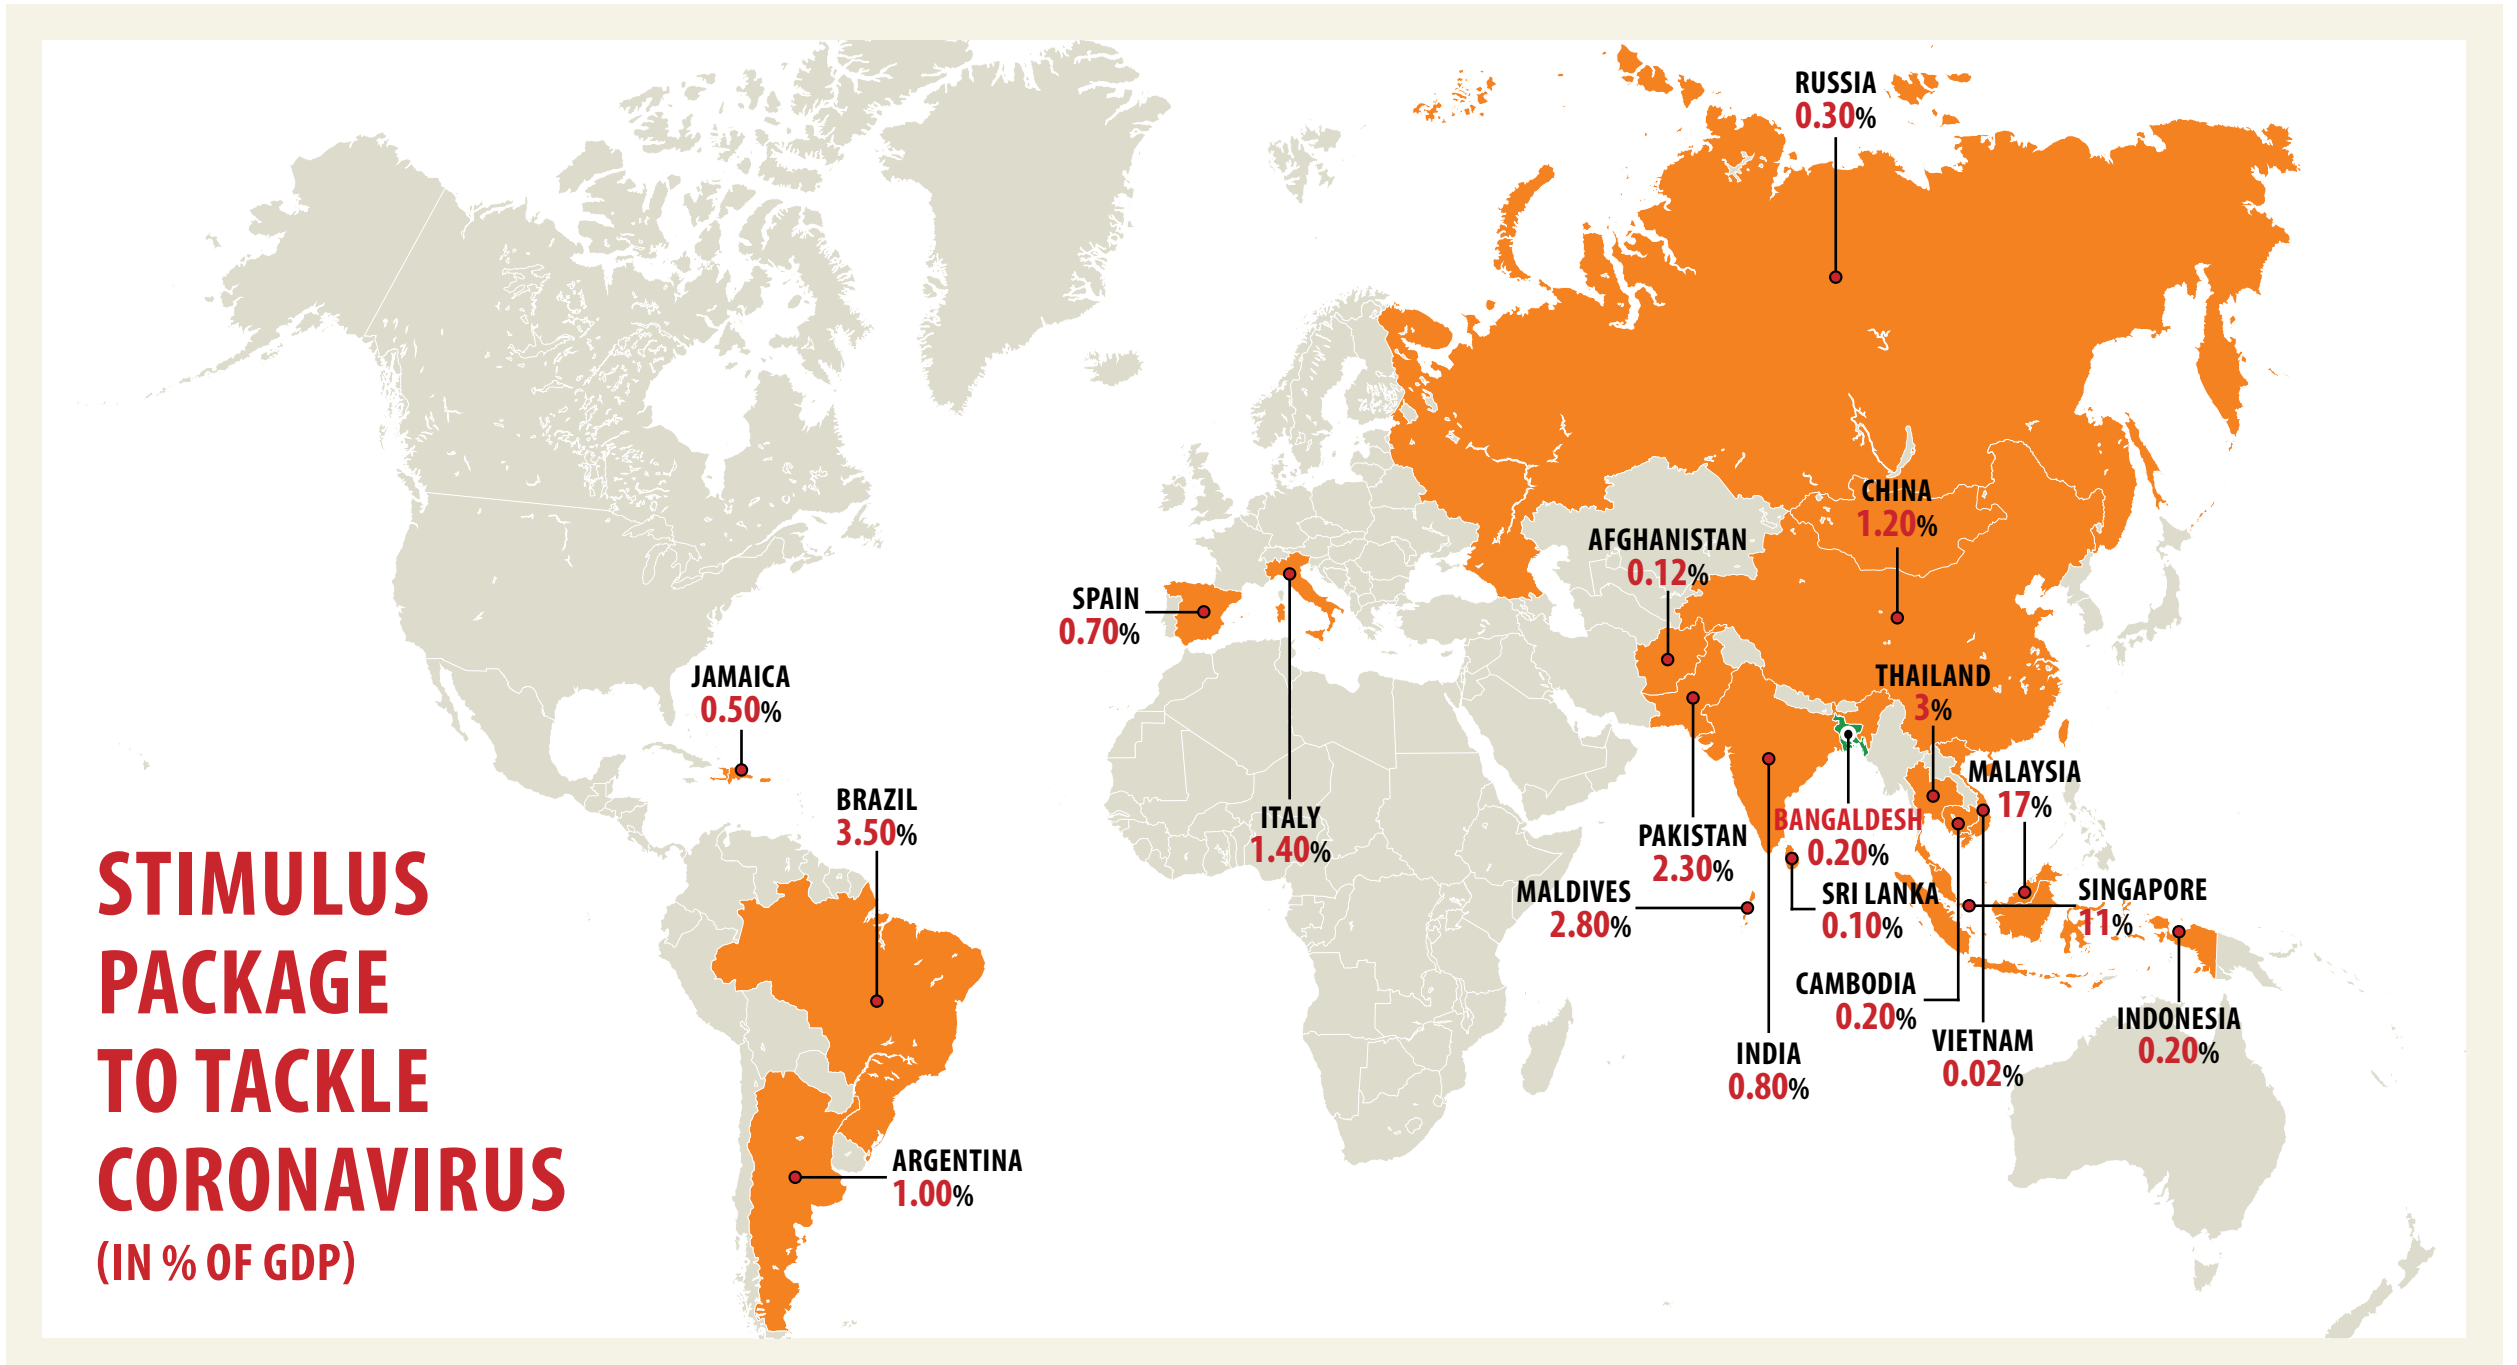 STIMULUS
PACKAGE
TO TACKLE
CORONAVIRUS
(IN % OF GDP)
RUSSIA
0.30%
CHINA
1.20%
AFGHANISTAN
0.12%
SPAIN
0.70%
JAMAICA
0.50%
THAILAND
3%
MALAYSIA
17%
BRAZIL
3.50%
ITALY
1.40%
PAKISTAN
2.30%
BANGALDESH
0.20%
MALDIVES
2.80%
SRI LANKA
0.10%
SINGAPORE
11%
CAMBODIA
0.20%
INDIA
0.80%
VIETNAM
0.02%
INDONESIA
0.20%
ARGENTINA
1.00%